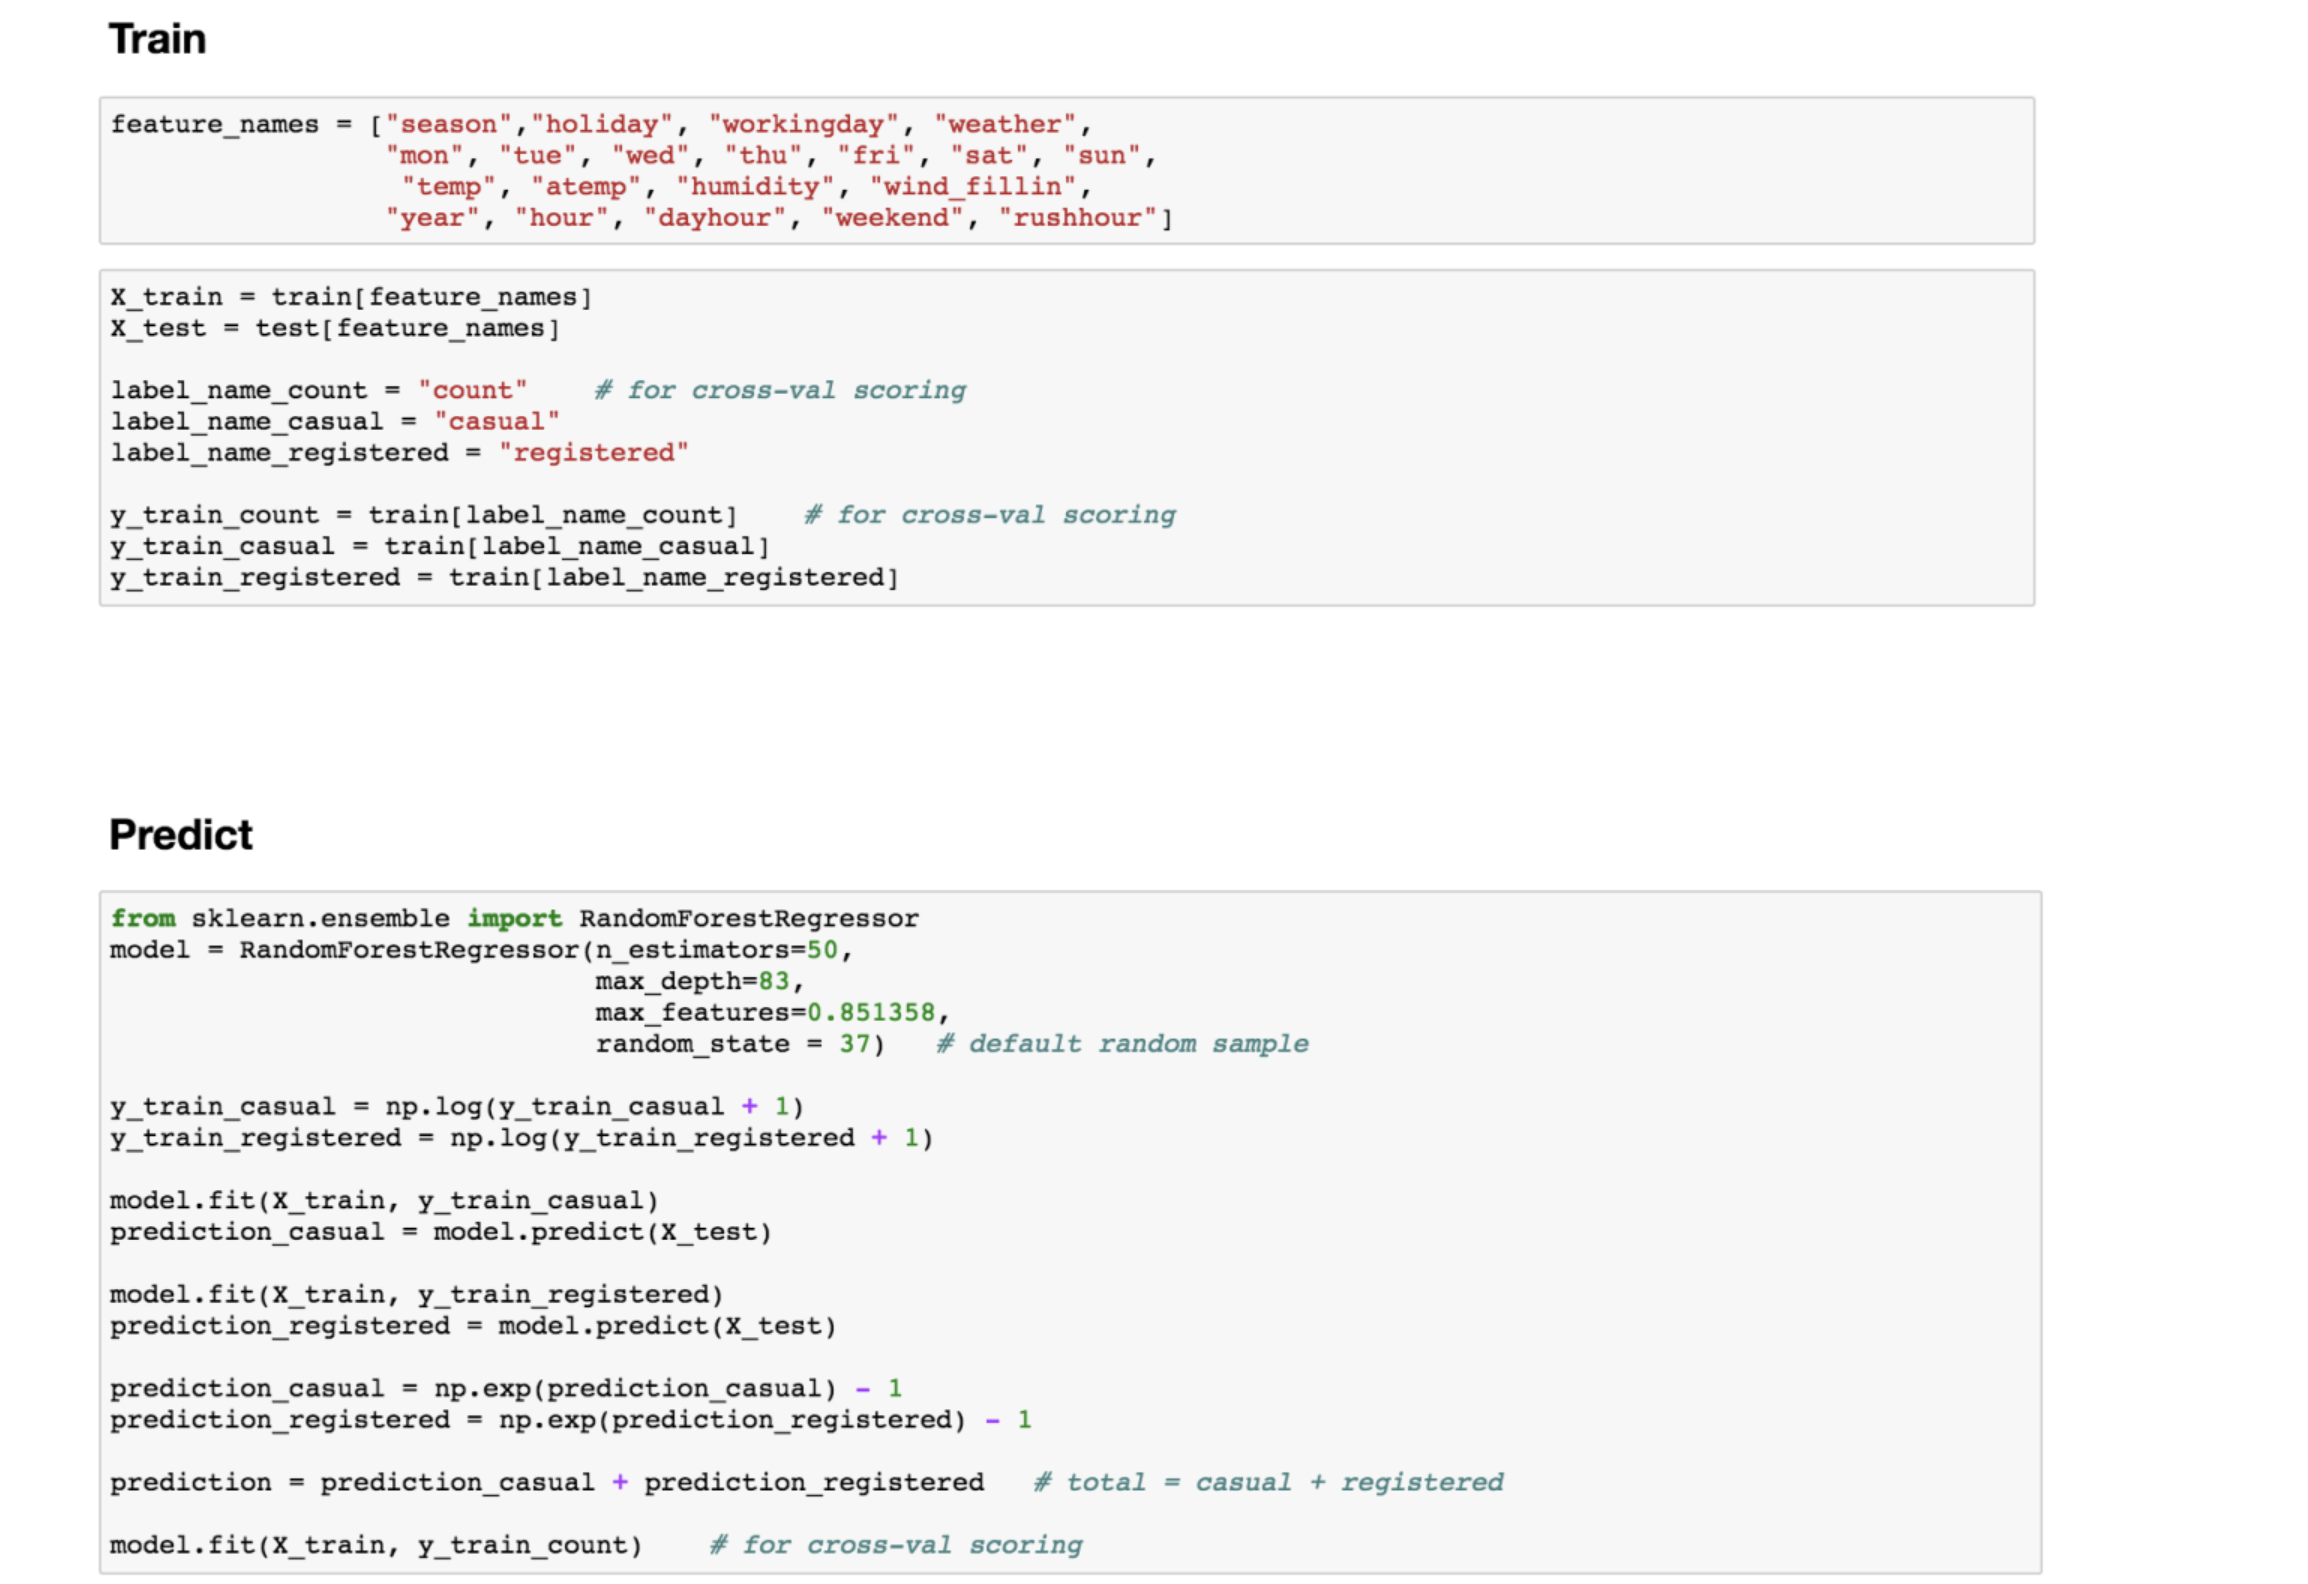 Train
feature_names = ["season","holiday", "workingday", "weather",
"mon", "tue", "wed", "thu", "fri", "sat", "sun",
"temp", "atemp", "humidity", "wind_fillin",
"year", "hour", "dayhour", "weekend", "rushhour"]
X_train = train[feature_names]
X_test = test[feature_names]
label_name_count = "count"    # for cross-val scoring
label_name_casual = "casual"
label_name_registered = "registered"
y_train_count = train[label_name_count]    # for cross-val scoring
y_train_casual = train[label_name_casual]
y_train_registered = train[label_name_registered]
Predict
from sklearn.ensemble import RandomForestRegressor
model = RandomForestRegressor(n_estimators=50,
max_depth=83,
max_features=0.851358,
random_state = 37)   # default random sample
y_train_casual = np.log(y_train_casual + 1)
y_train_registered = np.log(y_train_registered + 1)
model.fit(X_train, y_train_casual)
prediction_casual = model.predict(X_test)
model.fit(X_train, y_train_registered)
prediction_registered = model.predict(X_test)
prediction_casual = np.exp(prediction_casual) - 1
prediction_registered = np.exp(prediction_registered) - 1
prediction = prediction_casual + prediction_registered   # total = casual + registered
model.fit(X_train, y_train_count)    # for cross-val scoring